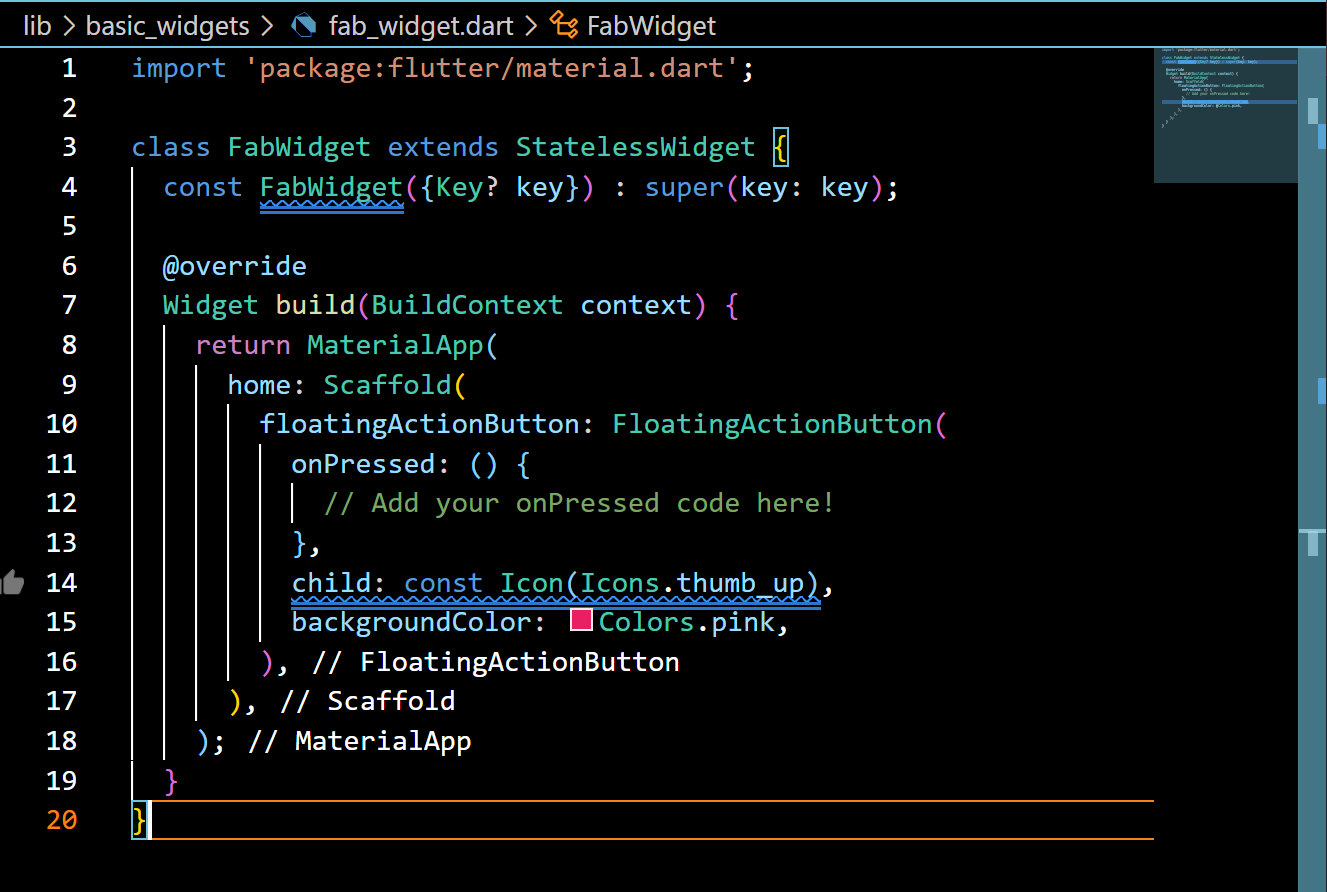 lib > basic_widgets > fab_widget.dart > FabWidget
1 import 'package:flutter/material.dart';
2
3 class FabWidget extends StatelessWidget {
4   const FabWidget({Key? key}) : super(key: key);
5
6   @override
7   Widget build(BuildContext context) {
8     return MaterialApp(
9       home: Scaffold(
10         floatingActionButton: FloatingActionButton(
11           onPressed: () {
12             // Add your onPressed code here!
13           },
14           child: const Icon(Icons.thumb_up),
15           backgroundColor: Colors.pink,
16         ), // FloatingActionButton
17       ), // Scaffold
18     ); // MaterialApp
19   }
20 }